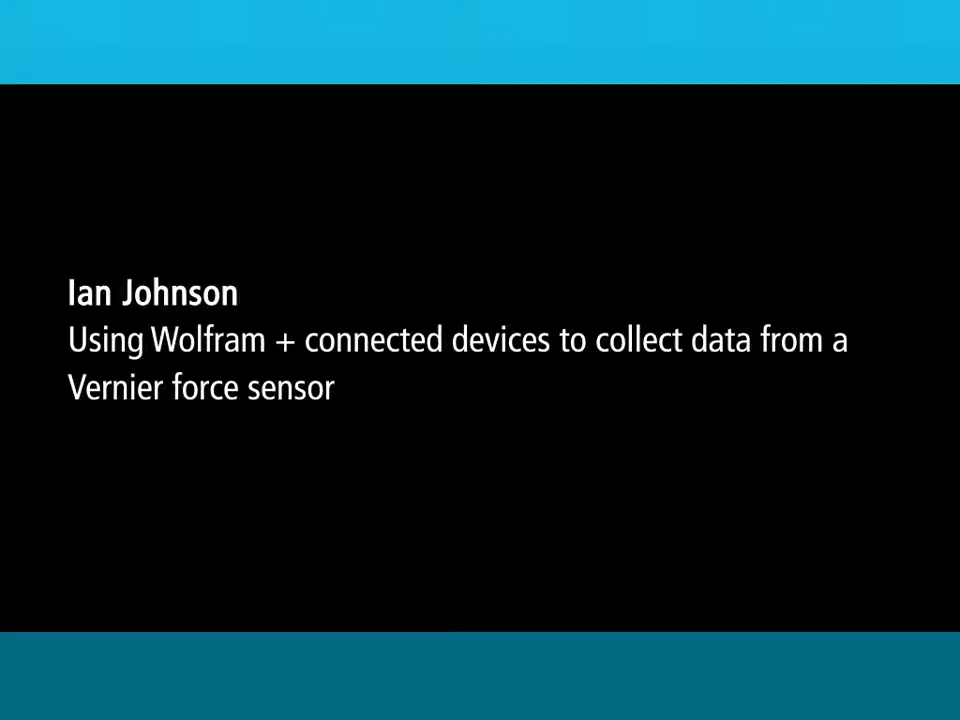 Ian Johnson
Using Wolfram + connected devices to collect data from a
Vernier force sensor